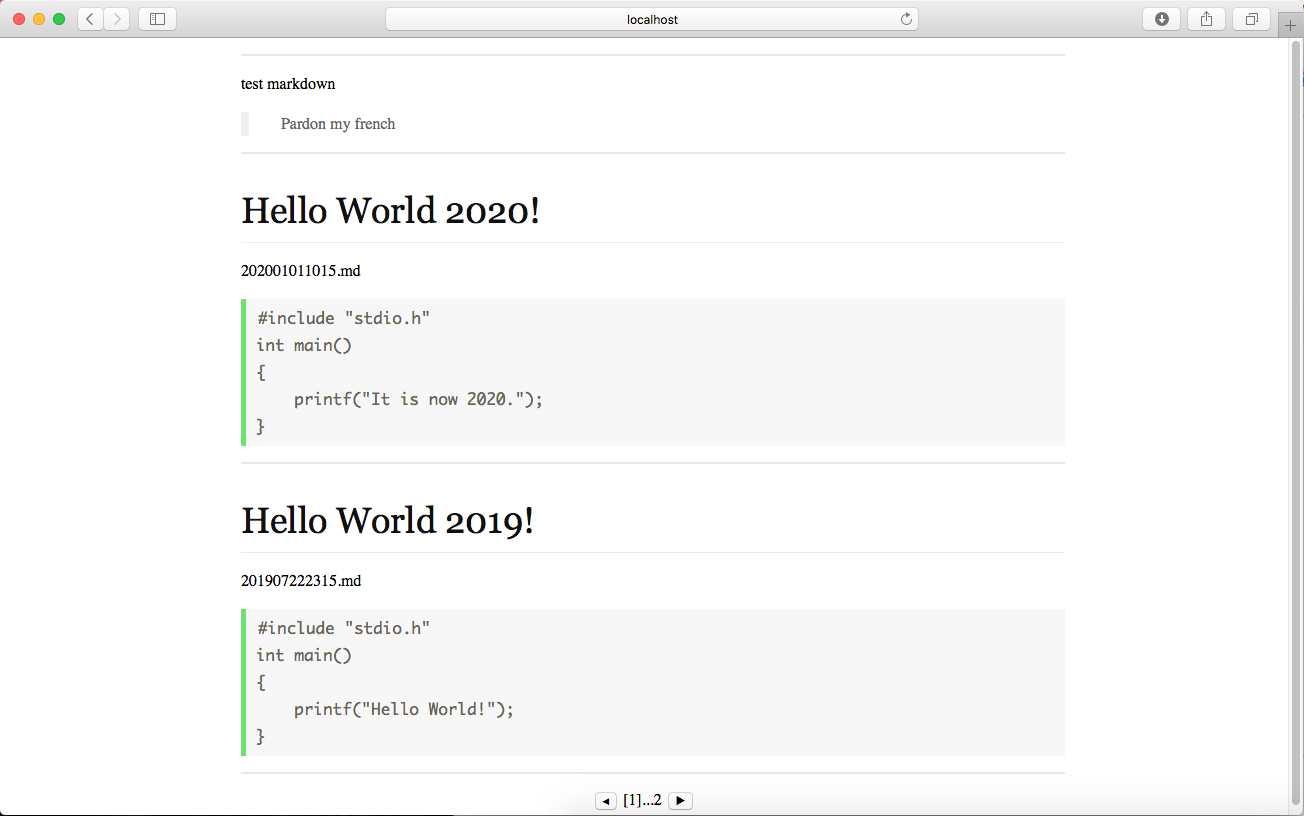 localhost
test markdown
Pardon my french
Hello World 2020!
202001011015.md
#include "stdio.h"
int main()
{
    printf("It is now 2020.");
}
Hello World 2019!
201907222315.md
#include "stdio.h"
int main()
{
    printf("Hello World!");
}
◄ [1]...2 ►